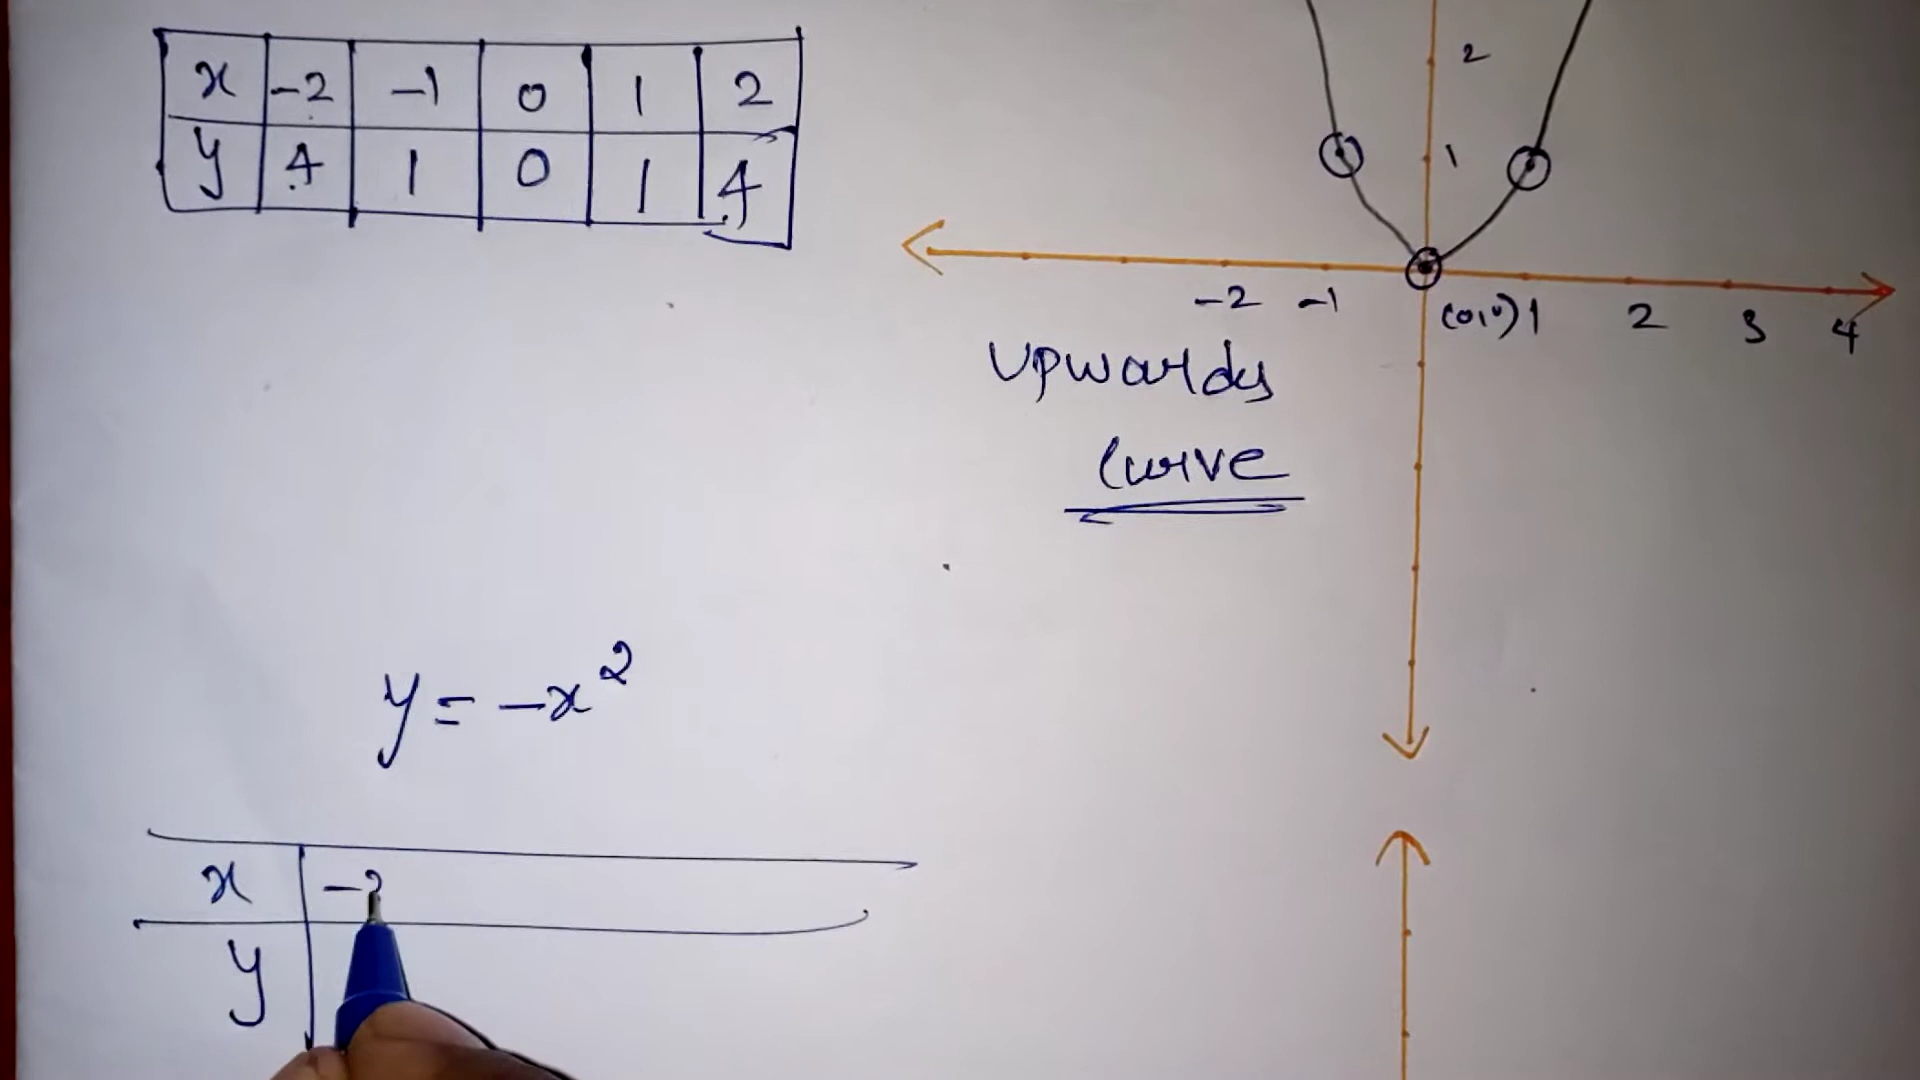 x -2 -1 0 1 2
y 4 1 0 1 4
2
1
-2 -1 (0,0) 1 2 3 4
Upwards
Curve
y = -x²
x -2
y